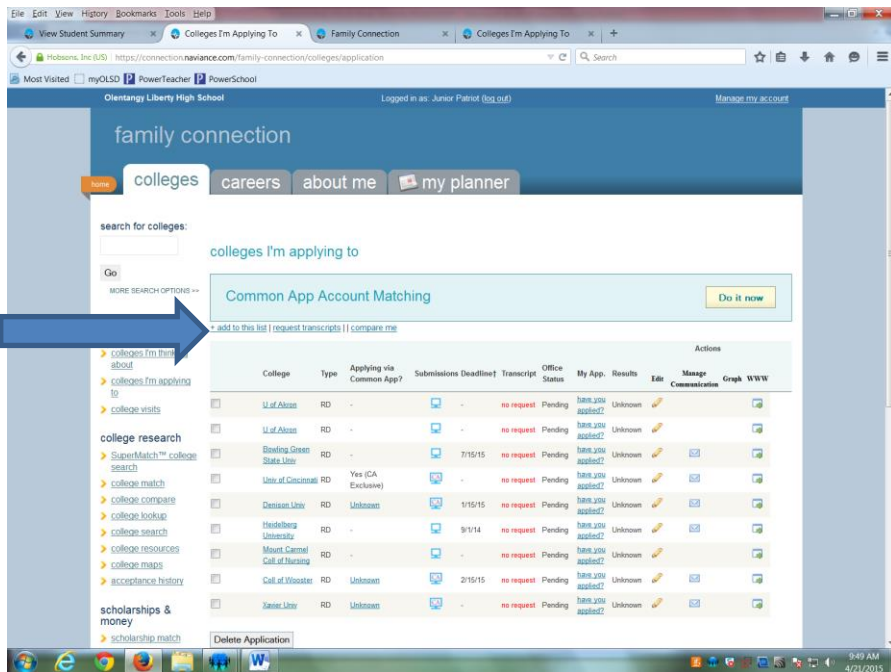 File Edit View History Bookmarks Tools Help
View Student Summary × Colleges I'm Applying To × Family Connection × Colleges I'm Applying To × +
Hobsons, Inc (US) https://connection.naviance.com/family-connection/colleges/application Search
Most Visited myOLSD PowerTeacher PowerSchool
Olentangy Liberty High School Logged in as: Junior Patriot (log out) Manage my account
family connection
home colleges careers about me my planner
search for colleges:
Go
MORE SEARCH OPTIONS >>
colleges I'm thinking
about
colleges I'm applying
to
college visits
college research
SuperMatch™ college
search
college match
college compare
college lookup
college search
college resources
college maps
acceptance history
scholarships &
money
scholarship match
colleges I'm applying to
Common App Account Matching Do it now
+ add to this list | request transcripts | | compare me
Actions
College Type Applying via Common App? Submissions Deadline† Transcript Office Status My App. Results Edit Manage Communication Graph WWW
U of Akron RD - - no request Pending have you applied? Unknown
U of Akron RD - - no request Pending have you applied? Unknown
Bowling Green State Univ RD - 7/15/15 no request Pending have you applied? Unknown
Univ of Cincinnati RD Yes (CA Exclusive) - no request Pending have you applied? Unknown
Denison Univ RD Unknown 1/15/15 no request Pending have you applied? Unknown
Heidelberg University RD - 9/1/14 no request Pending have you applied? Unknown
Mount Carmel Coll of Nursing RD - - no request Pending have you applied? Unknown
Coll of Wooster RD Unknown 2/15/15 no request Pending have you applied? Unknown
Xavier Univ RD Unknown - no request Pending have you applied? Unknown
Delete Application
9:49 AM
4/21/2015